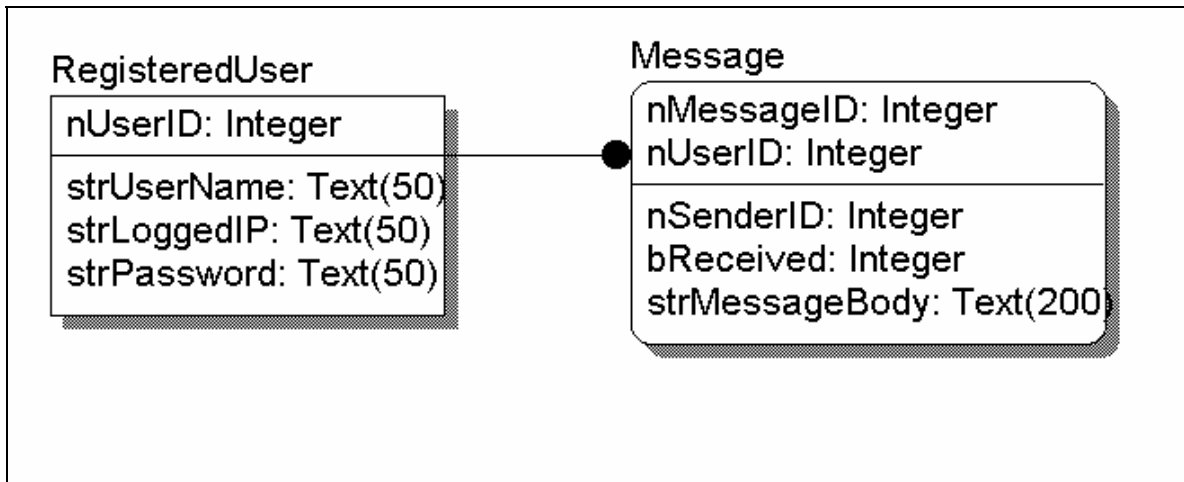 RegisteredUser
nUserID: Integer
strUserName: Text(50)
strLoggedIP: Text(50)
strPassword: Text(50)
Message
nMessageID: Integer
nUserID: Integer
nSenderID: Integer
bReceived: Integer
strMessageBody: Text(200)